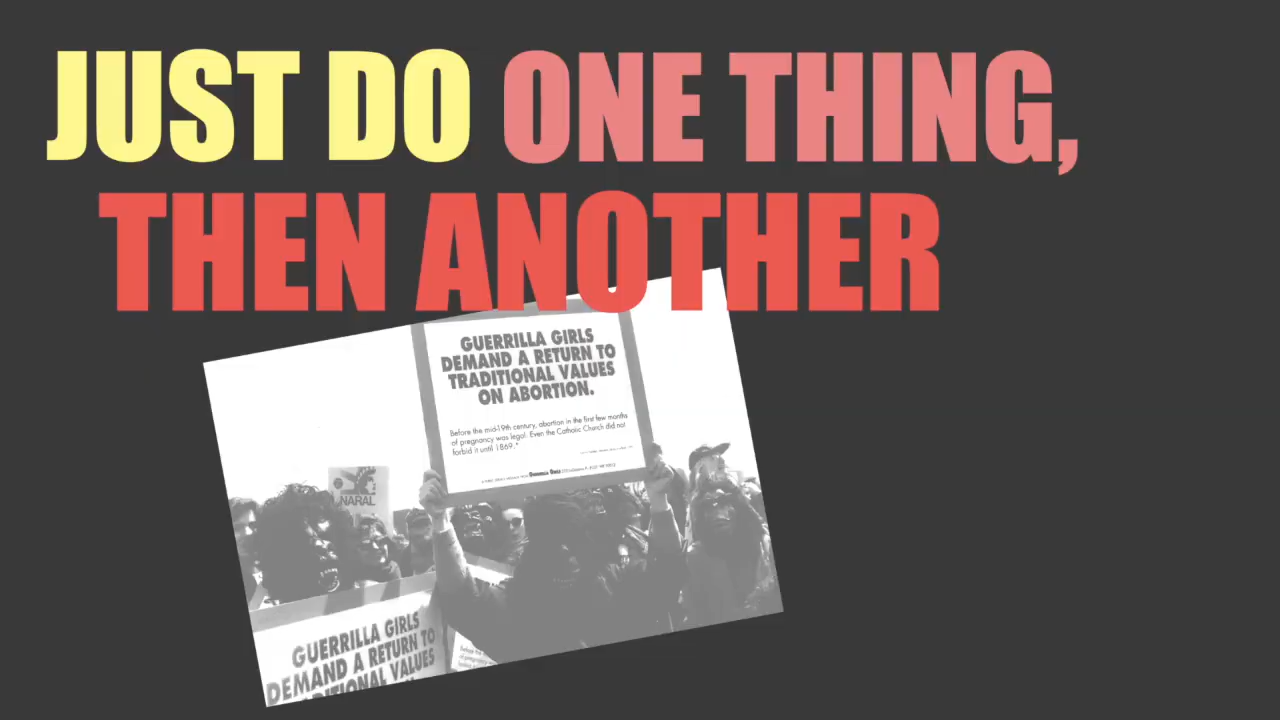 JUST DO ONE THING,
THEN ANOTHER
GUERRILLA GIRLS
DEMAND A RETURN TO
TRADITIONAL VALUES
ON ABORTION.
Before the mid-19th century, abortion in the first few months
of pregnancy was legal. Even the Catholic Church did not
forbid it until 1869.*
NARAL
GUERRILLA GIRLS
DEMAND A RETURN TO
DITIONAL VALUES